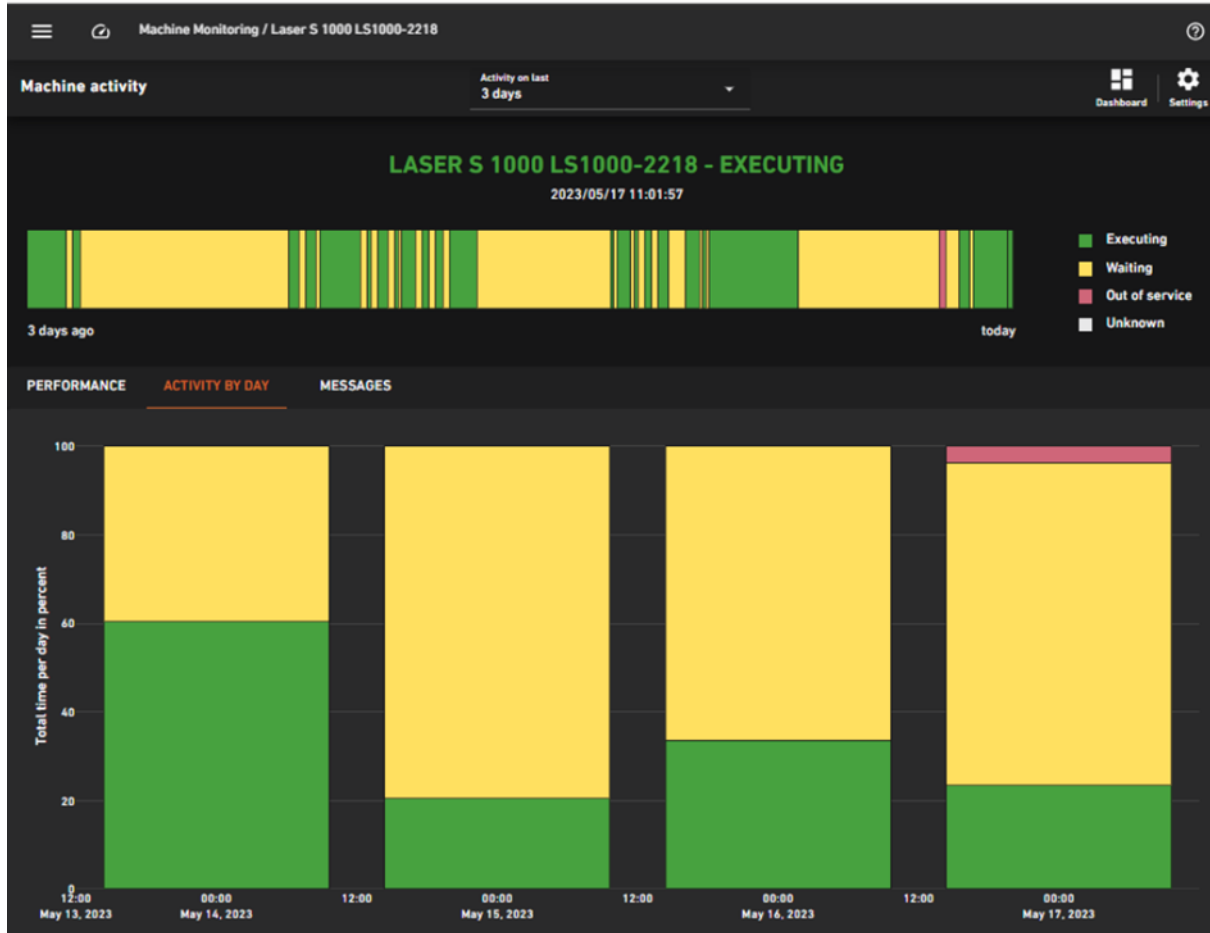 Machine Monitoring / Laser S 1000 LS1000-2218
Machine activity
Activity on last
3 days
Dashboard
Settings
LASER S 1000 LS1000-2218 - EXECUTING
2023/05/17 11:01:57
Executing
Waiting
Out of service
Unknown
3 days ago
today
PERFORMANCE
ACTIVITY BY DAY
MESSAGES
Total time per day in percent
100
80
60
40
20
0
12:00
May 13, 2023
00:00
May 14, 2023
12:00
00:00
May 15, 2023
12:00
00:00
May 16, 2023
12:00
00:00
May 17, 2023